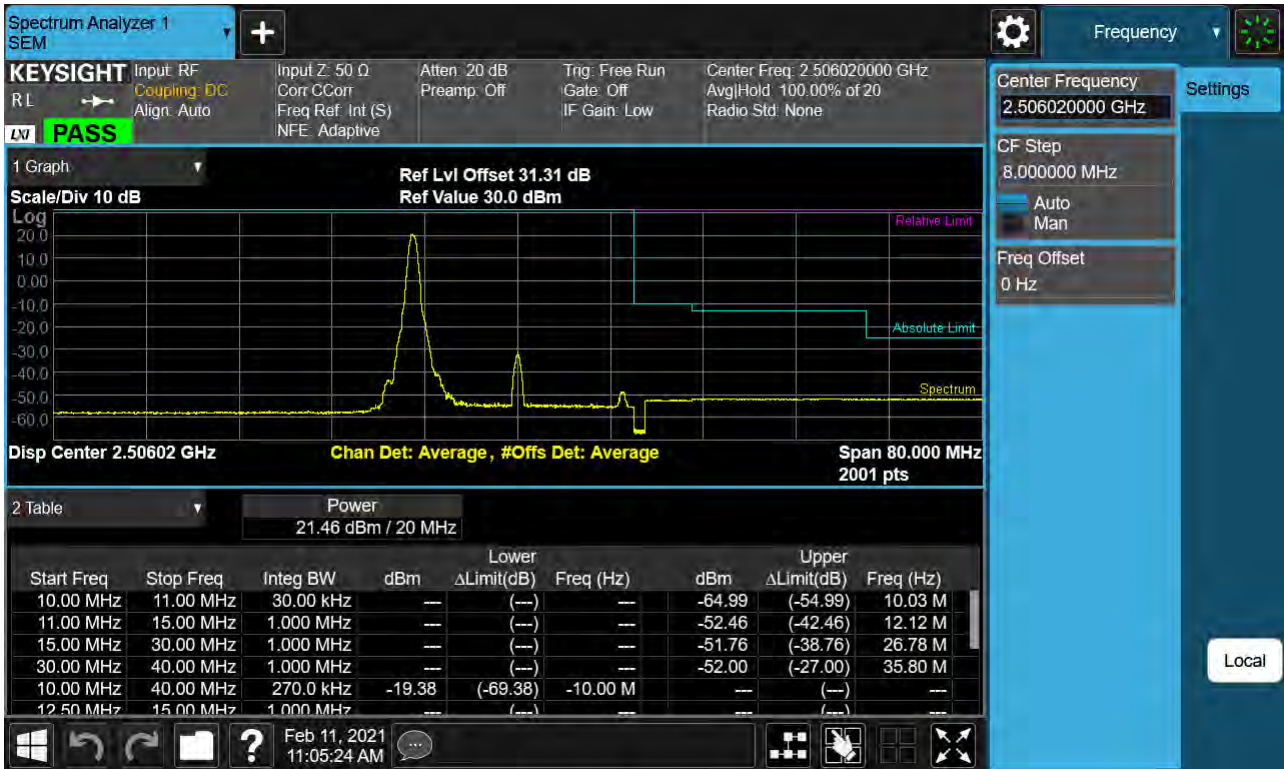 Spectrum Analyzer 1
SEM
Frequency
KEYSIGHT
R L
LXI
PASS
Input: RF
Coupling: DC
Align: Auto
Input Z: 50 Ω
Corr CCorr
Freq Ref: Int (S)
NFE: Adaptive
Atten: 20 dB
Preamp: Off
Trig: Free Run
Gate: Off
IF Gain: Low
Center Freq: 2.506020000 GHz
Avg|Hold: 100.00% of 20
Radio Std: None
Center Frequency
2.506020000 GHz
Settings
CF Step
8.000000 MHz
Auto
Man
Freq Offset
0 Hz
Local
1 Graph
Scale/Div 10 dB
Ref Lvl Offset 31.31 dB
Ref Value 30.0 dBm
Log
20.0
10.0
0.00
-10.0
-20.0
-30.0
-40.0
-50.0
-60.0
Relative Limit
Absolute Limit
Spectrum
Disp Center 2.50602 GHz
Chan Det: Average, #Offs Det: Average
Span 80.000 MHz
2001 pts
2 Table
Power
21.46 dBm / 20 MHz
Lower Upper
Start Freq Stop Freq Integ BW dBm ΔLimit(dB) Freq (Hz) dBm ΔLimit(dB) Freq (Hz)
10.00 MHz 11.00 MHz 30.00 kHz --- (---) --- -64.99 (-54.99) 10.03 M
11.00 MHz 15.00 MHz 1.000 MHz --- (---) --- -52.46 (-42.46) 12.12 M
15.00 MHz 30.00 MHz 1.000 MHz --- (---) --- -51.76 (-38.76) 26.78 M
30.00 MHz 40.00 MHz 1.000 MHz --- (---) --- -52.00 (-27.00) 35.80 M
10.00 MHz 40.00 MHz 270.0 kHz -19.38 (-69.38) -10.00 M --- (---) ---
12.50 MHz 15.00 MHz 1.000 MHz --- (---) --- --- (---) ---
Feb 11, 2021
11:05:24 AM